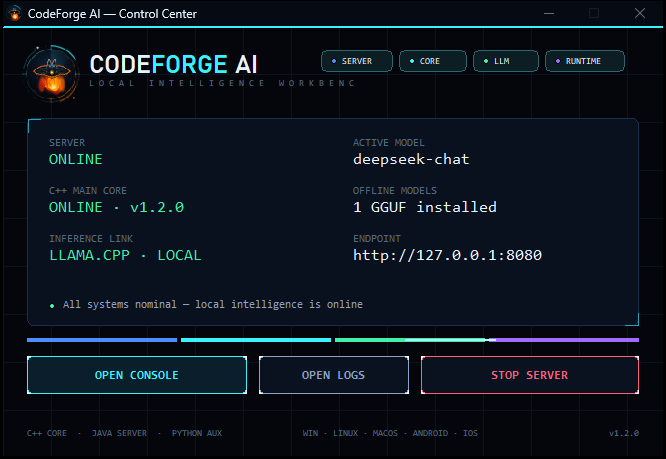 CodeForge AI — Control Center
CODEFORGE AI
LOCAL INTELLIGENCE WORKBENC
SERVER
CORE
LLM
RUNTIME
SERVER
ONLINE
ACTIVE MODEL
deepseek-chat
C++ MAIN CORE
ONLINE · v1.2.0
OFFLINE MODELS
1 GGUF installed
INFERENCE LINK
LLAMA.CPP · LOCAL
ENDPOINT
http://127.0.0.1:8080
All systems nominal — local intelligence is online
OPEN CONSOLE
OPEN LOGS
STOP SERVER
C++ CORE · JAVA SERVER · PYTHON AUX
WIN · LINUX · MACOS · ANDROID · IOS
v1.2.0